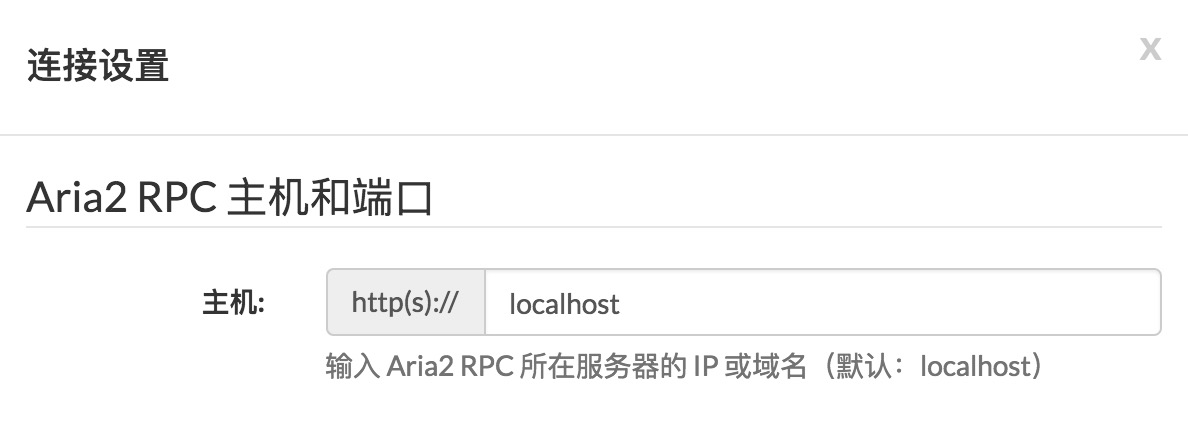 连接设置
x
Aria2 RPC 主机和端口
主机: http(s):// localhost
输入 Aria2 RPC 所在服务器的 IP 或域名（默认：localhost）